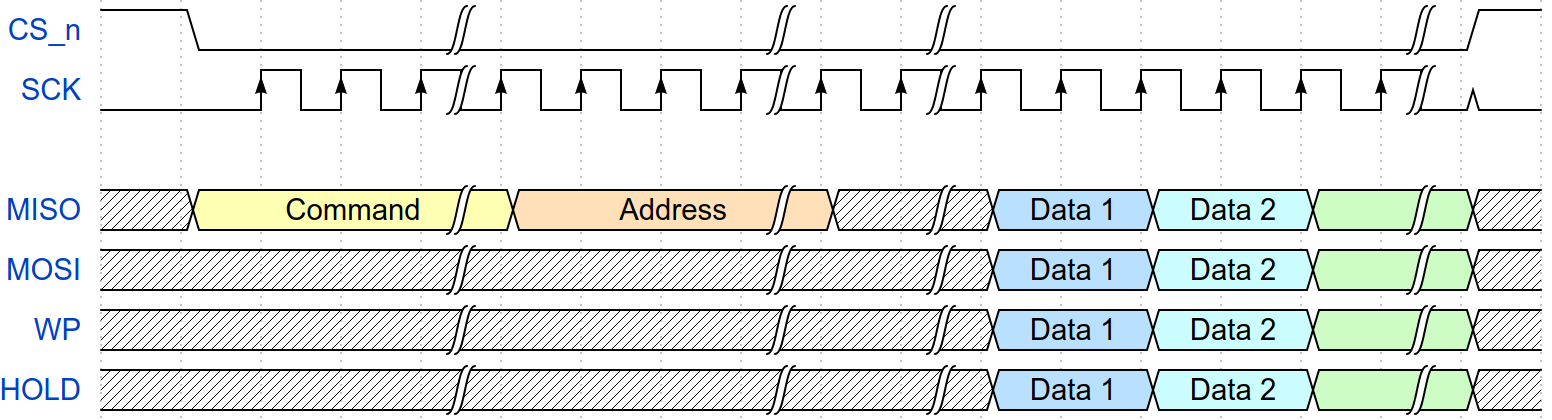 CS_n
SCK
MISO Command Address Data 1 Data 2
MOSI Data 1 Data 2
WP Data 1 Data 2
HOLD Data 1 Data 2